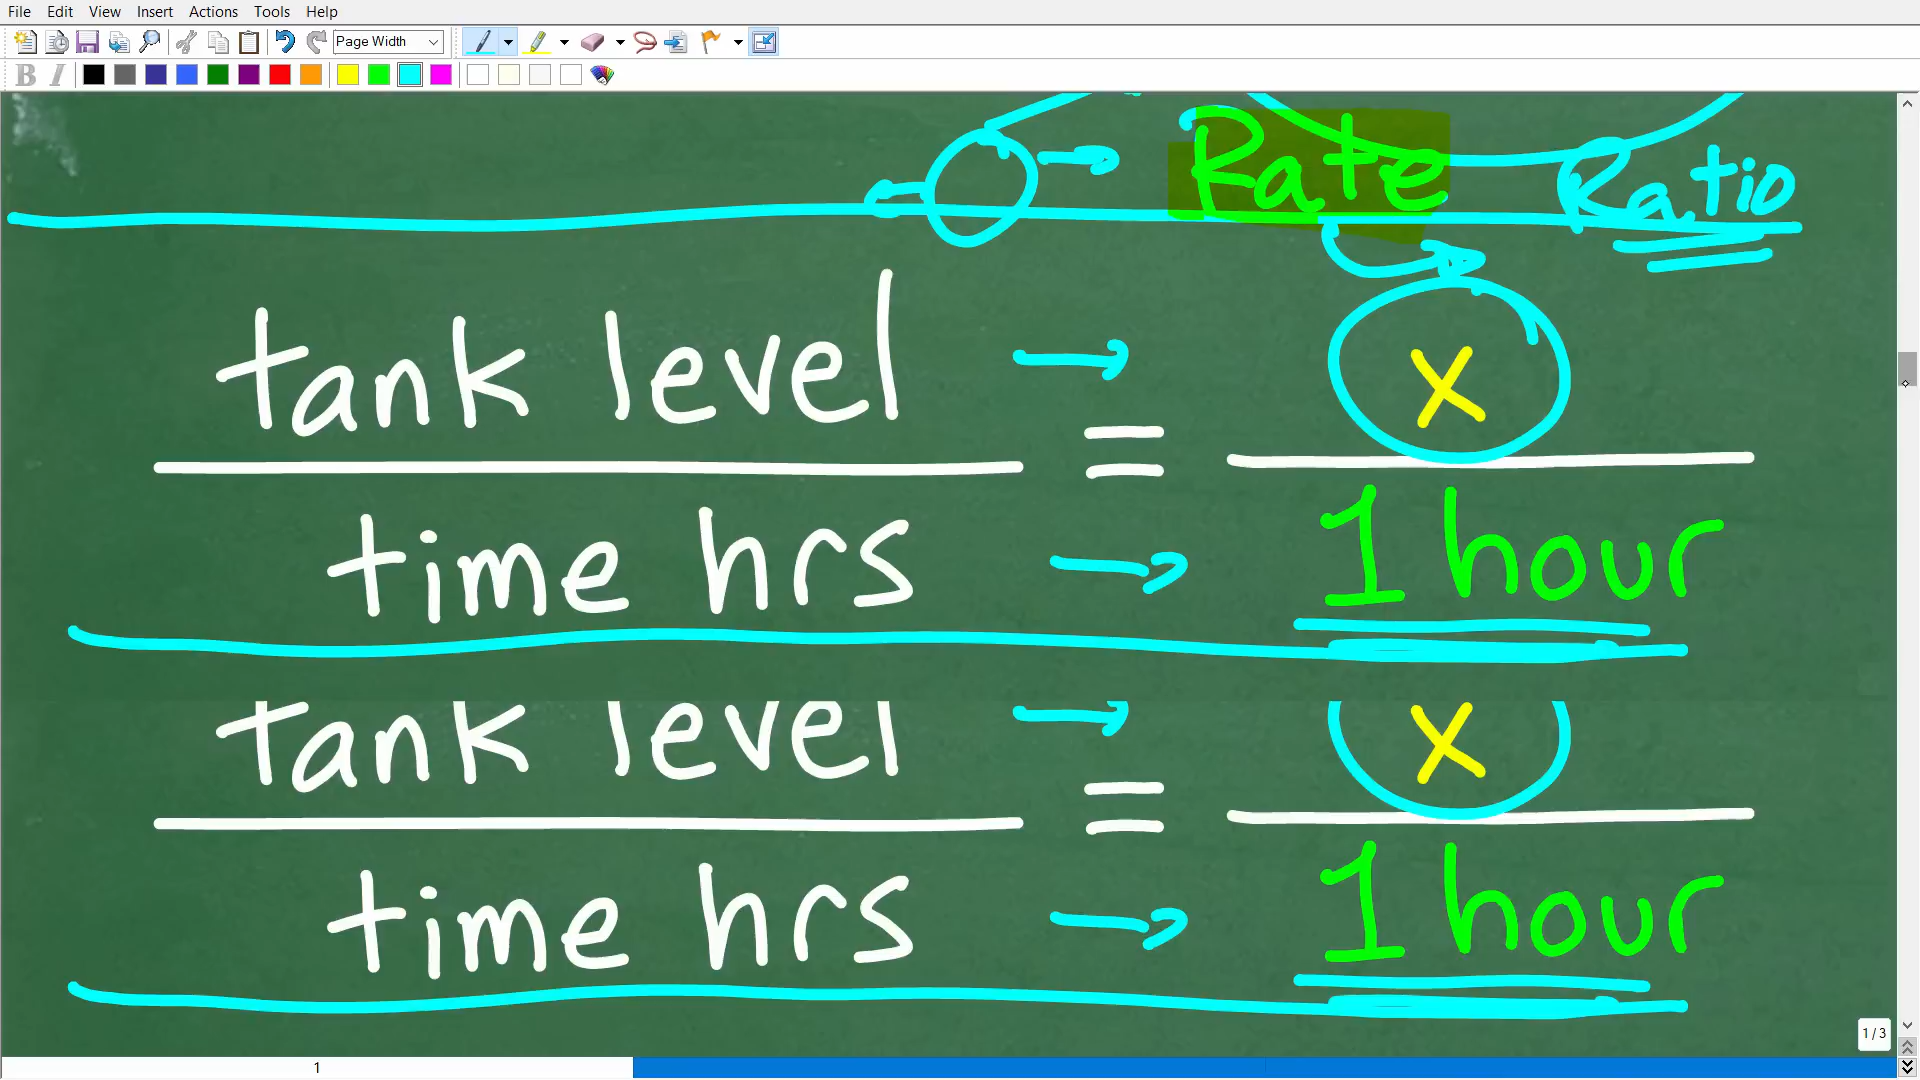 File Edit View Insert Actions Tools Help
Page Width
B I
Rate Ratio
tank level → = x
time hrs → 1 hour
tank level → = x
time hrs → 1 hour
1 / 3
1